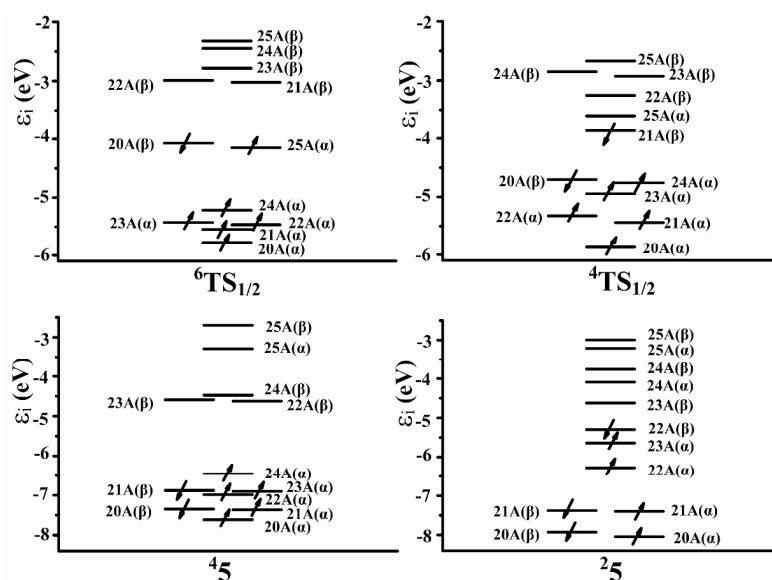 -2
-3
-4
-5
-6
εi (eV)
25A(β)
24A(β)
23A(β)
22A(β)
21A(β)
20A(β)
25A(α)
24A(α)
23A(α)
22A(α)
21A(α)
20A(α)
6TS1/2
-2
-3
-4
-5
-6
εi (eV)
25A(β)
24A(β)
23A(β)
22A(β)
25A(α)
21A(β)
20A(β)
24A(α)
23A(α)
22A(α)
21A(α)
20A(α)
4TS1/2
-3
-4
-5
-6
-7
-8
εi (eV)
25A(β)
25A(α)
24A(β)
23A(β)
22A(β)
24A(α)
21A(β)
23A(α)
22A(α)
20A(β)
21A(α)
20A(α)
45
-3
-4
-5
-6
-7
-8
εi (eV)
25A(β)
25A(α)
24A(β)
24A(α)
23A(β)
22A(β)
23A(α)
22A(α)
21A(β)
21A(α)
20A(β)
20A(α)
25